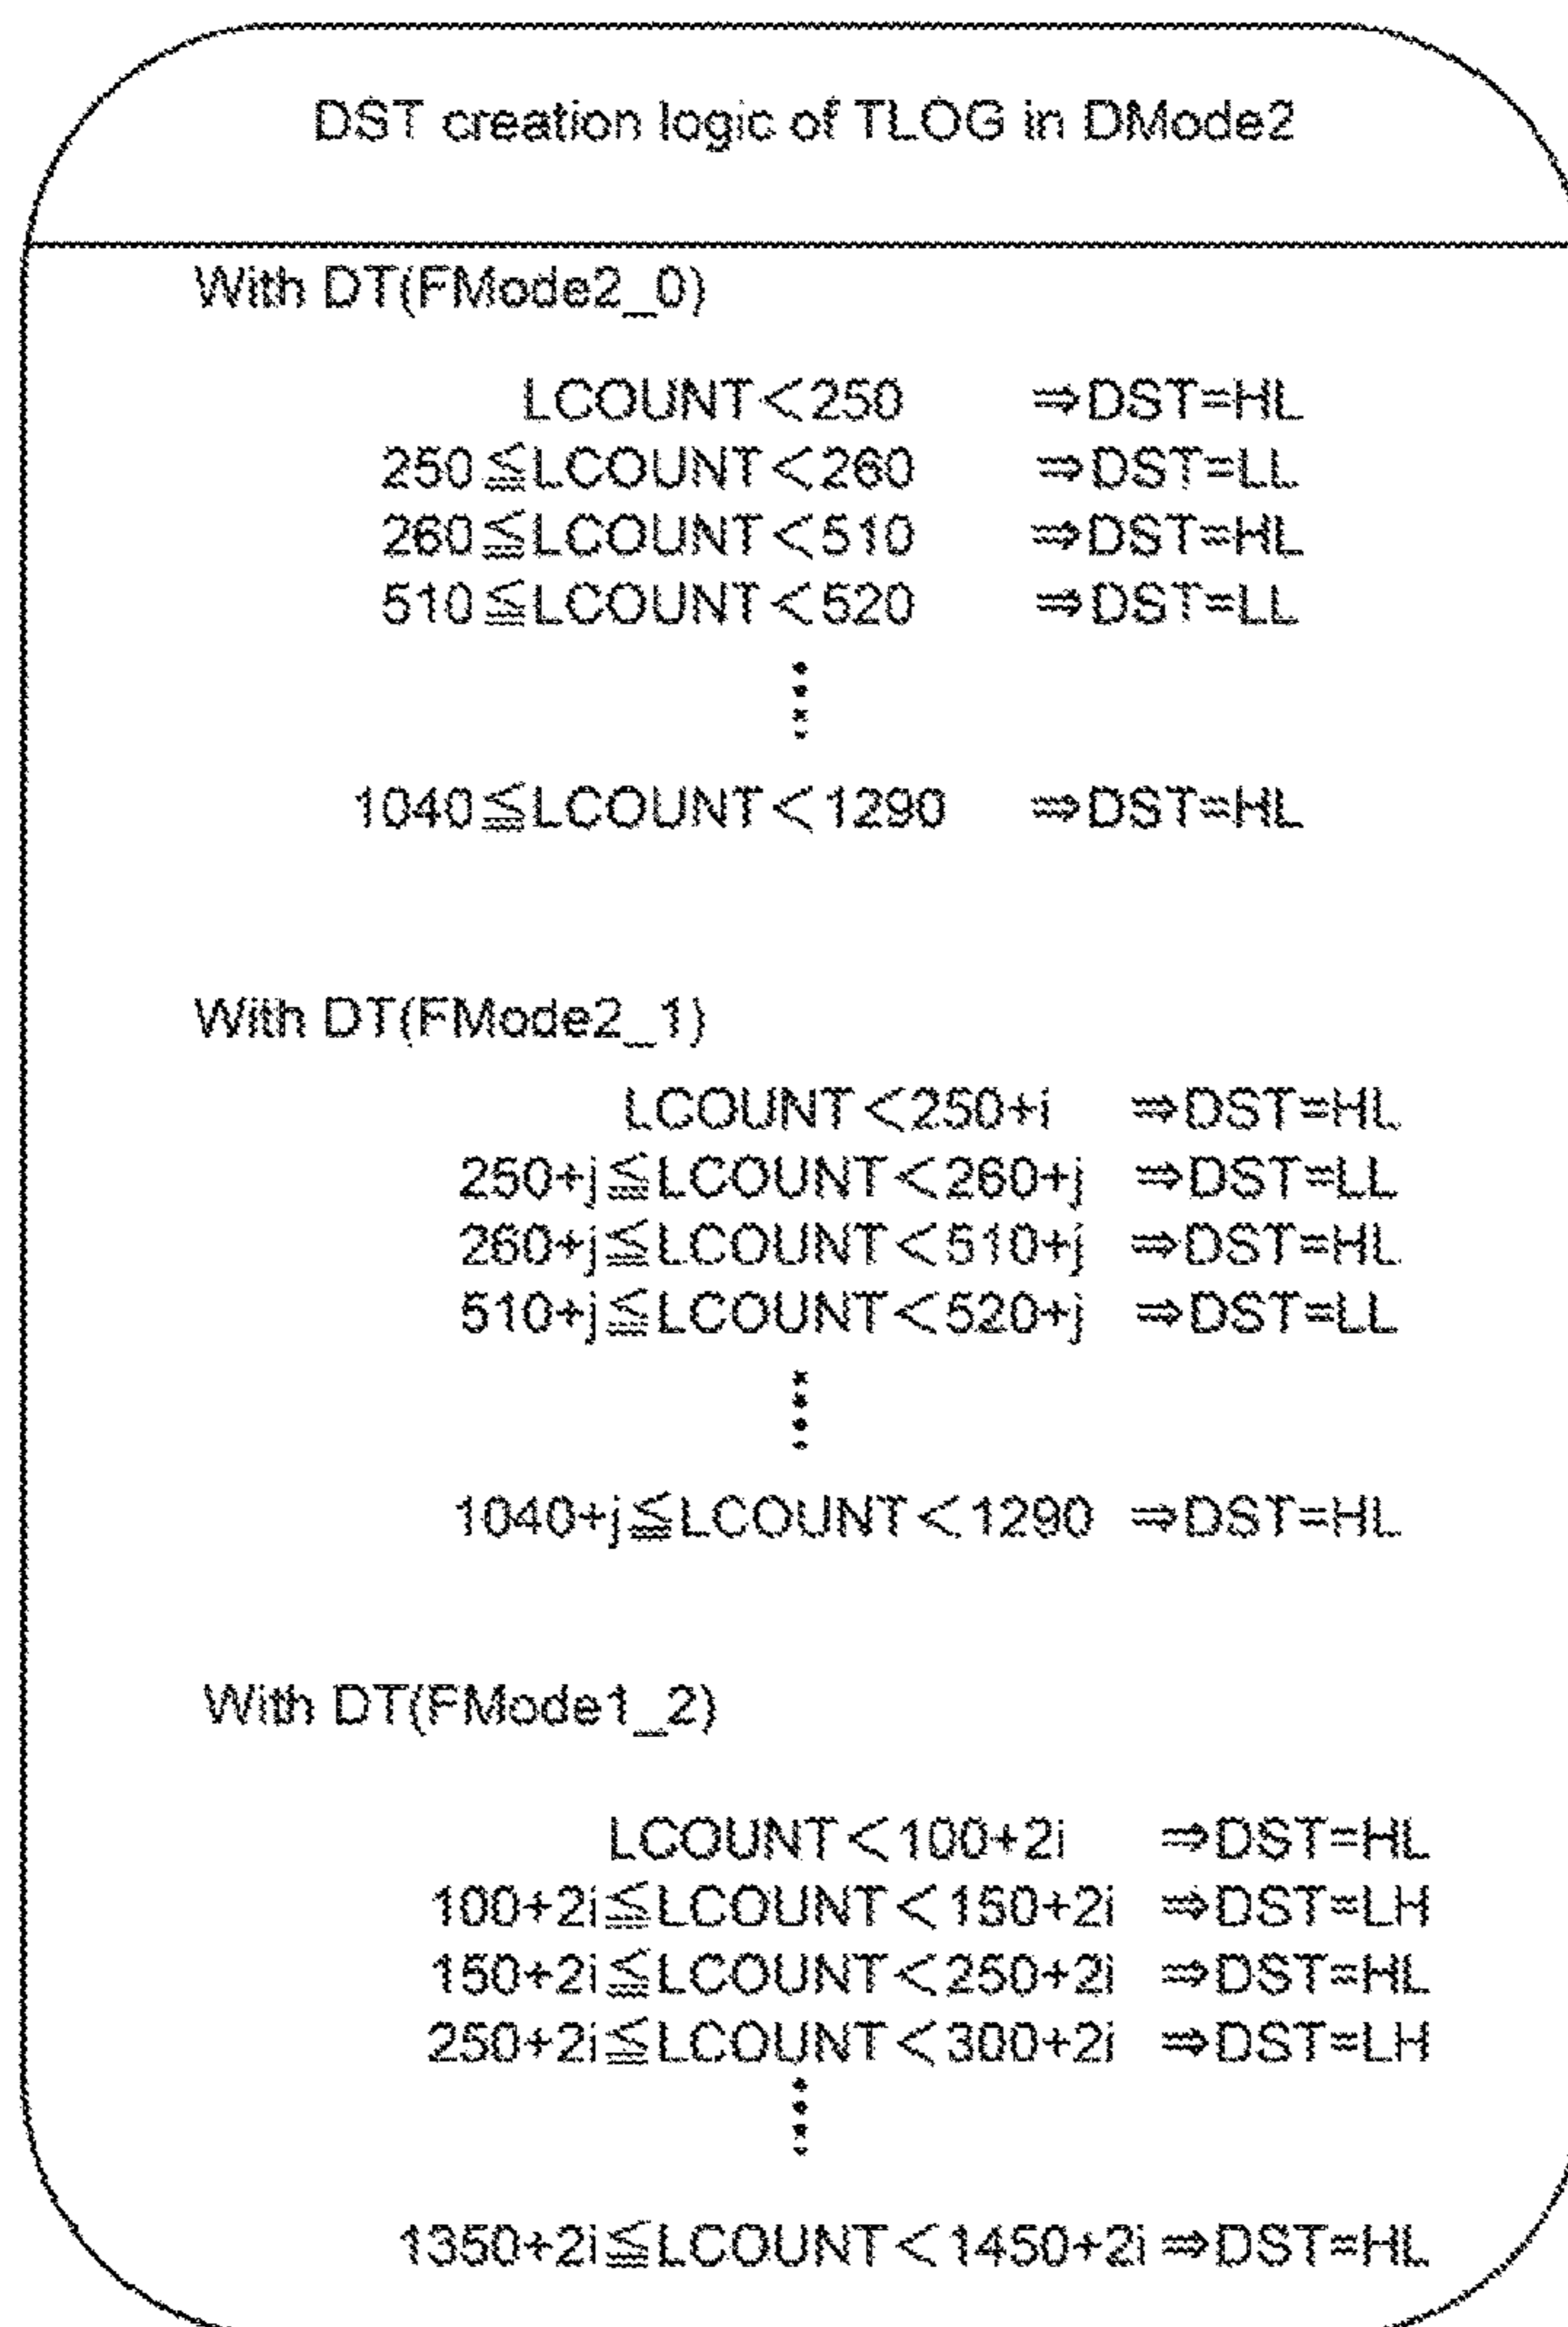 DST creation logic of TLOG in DMode2
With DT(FMode2_0)
LCOUNT<250 ⇒DST=HL
250≦LCOUNT<260 ⇒DST=LL
260≦LCOUNT<510 ⇒DST=HL
510≦LCOUNT<520 ⇒DST=LL
1040≦LCOUNT<1290 ⇒DST=HL
With DT(FMode2_1)
LCOUNT<250+i ⇒DST=HL
250+j≦LCOUNT<260+j ⇒DST=LL
260+j≦LCOUNT<510+j ⇒DST=HL
510+j≦LCOUNT<520+j ⇒DST=LL
1040+j≦LCOUNT<1290 ⇒DST=HL
With DT(FMode1_2)
LCOUNT<100+2i ⇒DST=HL
100+2i≦LCOUNT<150+2i ⇒DST=LH
150+2i≦LCOUNT<250+2i ⇒DST=HL
250+2i≦LCOUNT<300+2i ⇒DST=LH
1350+2i≦LCOUNT<1450+2i⇒DST=HL